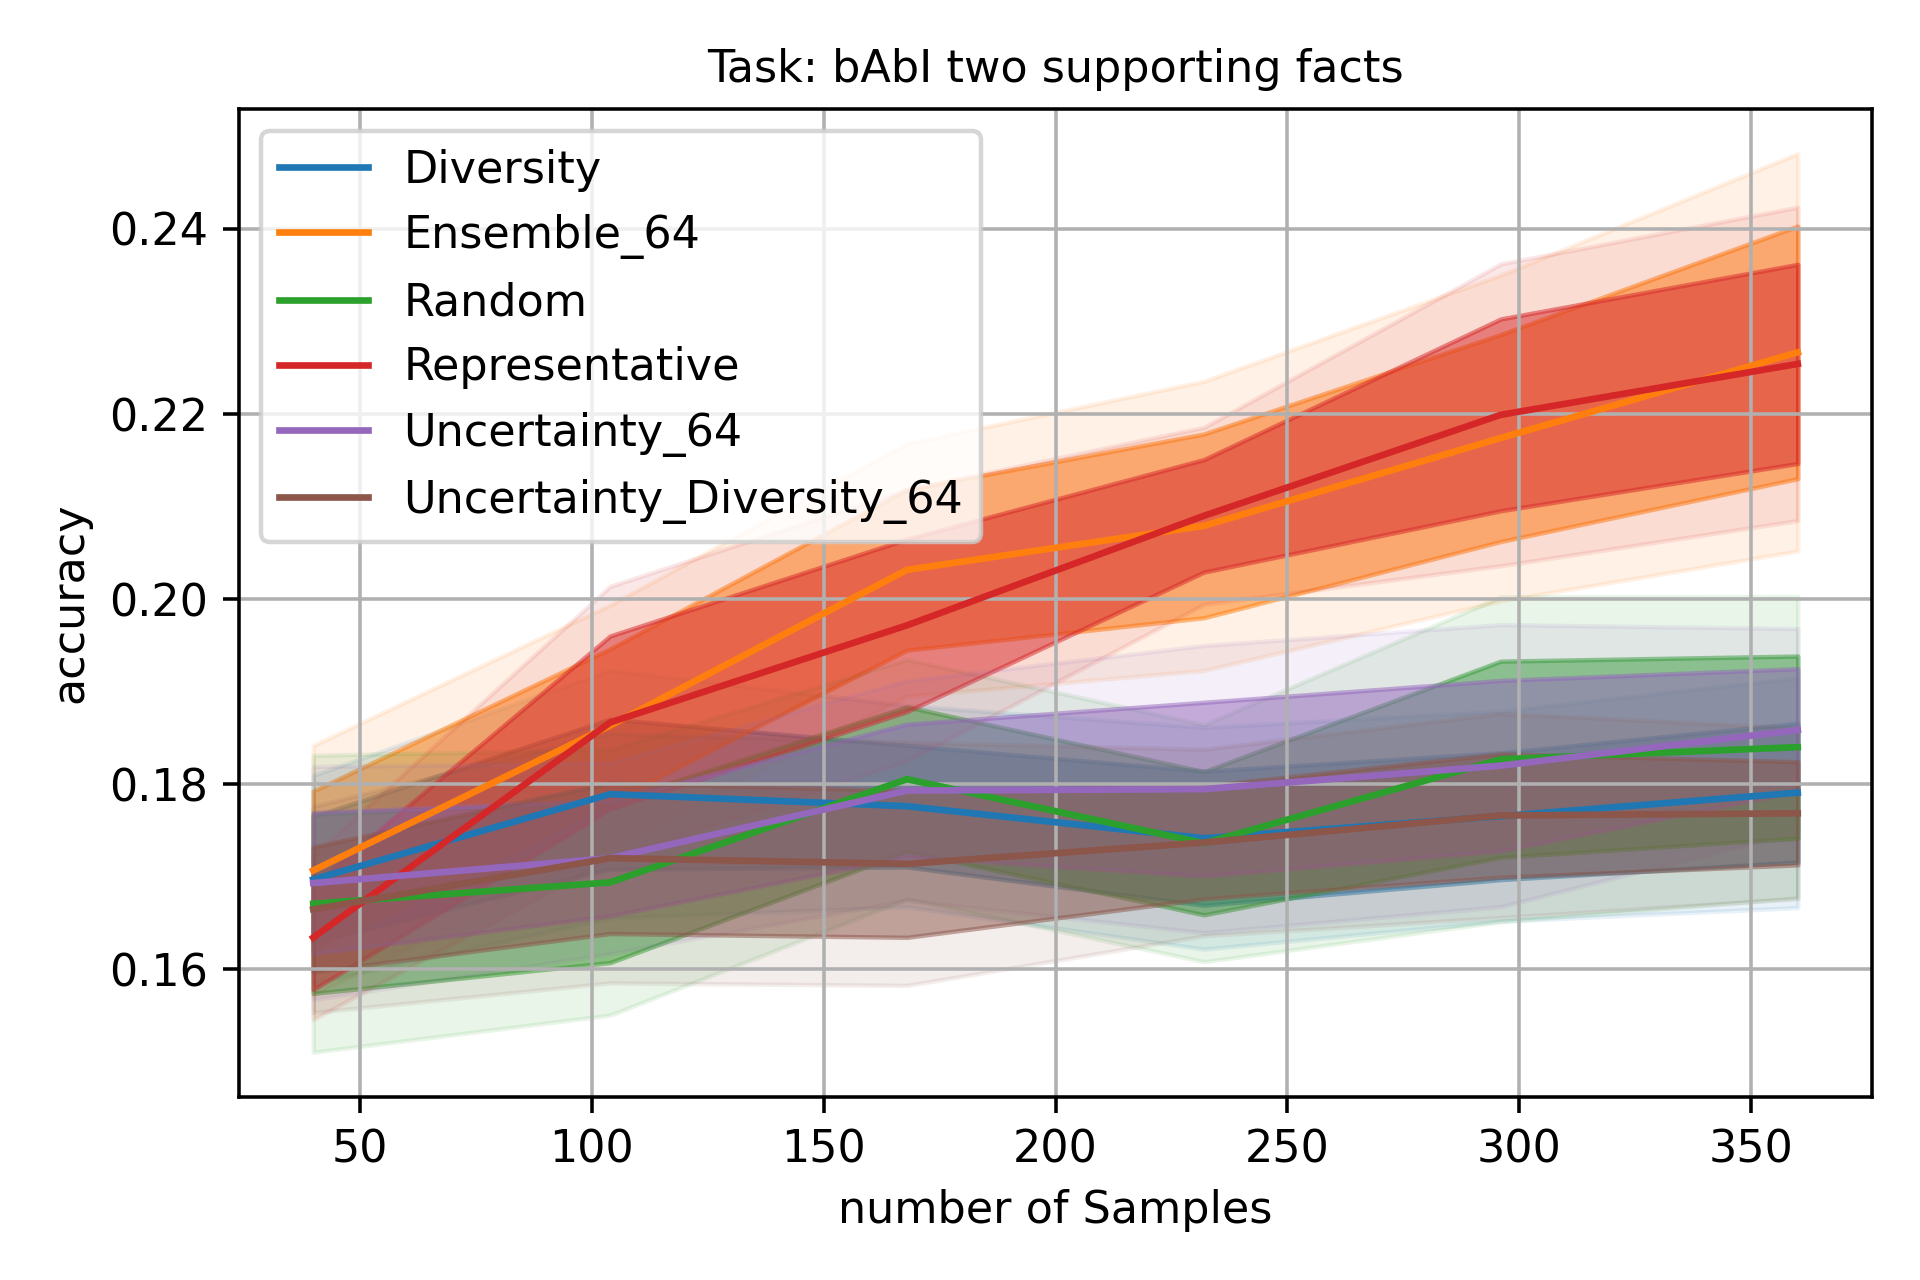 Task: bAbI two supporting facts
Diversity
Ensemble_64
Random
Representative
Uncertainty_64
Uncertainty_Diversity_64
accuracy
0.24
0.22
0.20
0.18
0.16
50 100 150 200 250 300 350
number of Samples